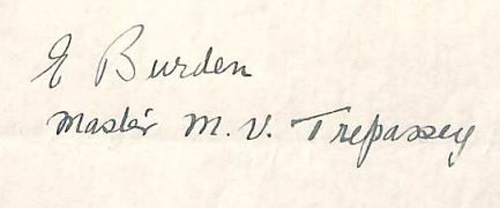 E Burden
Master M. V. Trepassey